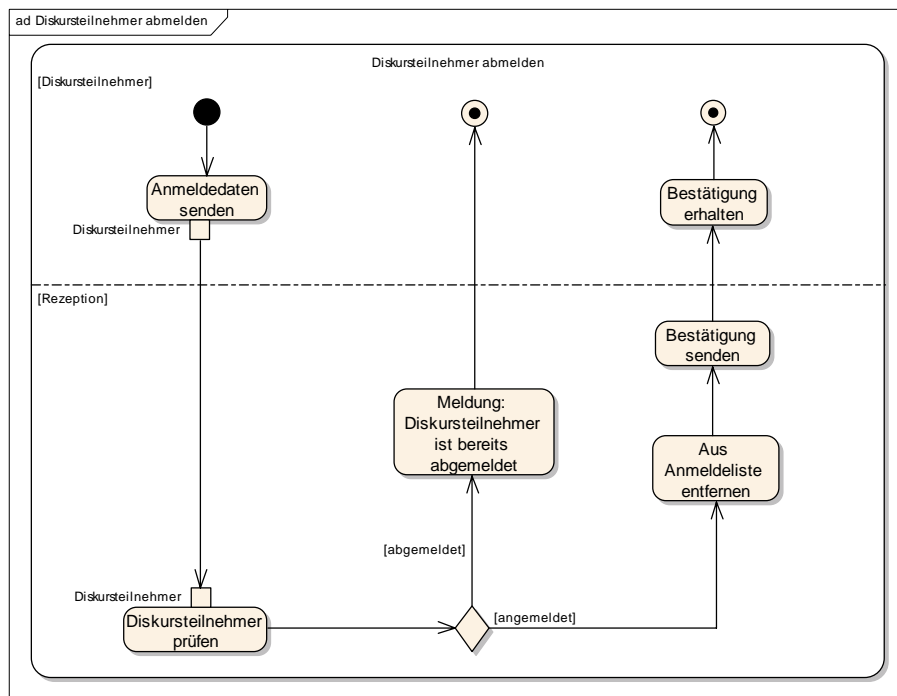 ad Diskursteilnehmer abmelden
Diskursteilnehmer abmelden
[Diskursteilnehmer]
Anmeldedaten
senden
Diskursteilnehmer
Bestätigung
erhalten
[Rezeption]
Bestätigung
senden
Meldung:
Diskursteilnehmer
ist bereits
abgemeldet
Aus
Anmeldeliste
entfernen
[abgemeldet]
Diskursteilnehmer
Diskursteilnehmer
prüfen
[angemeldet]